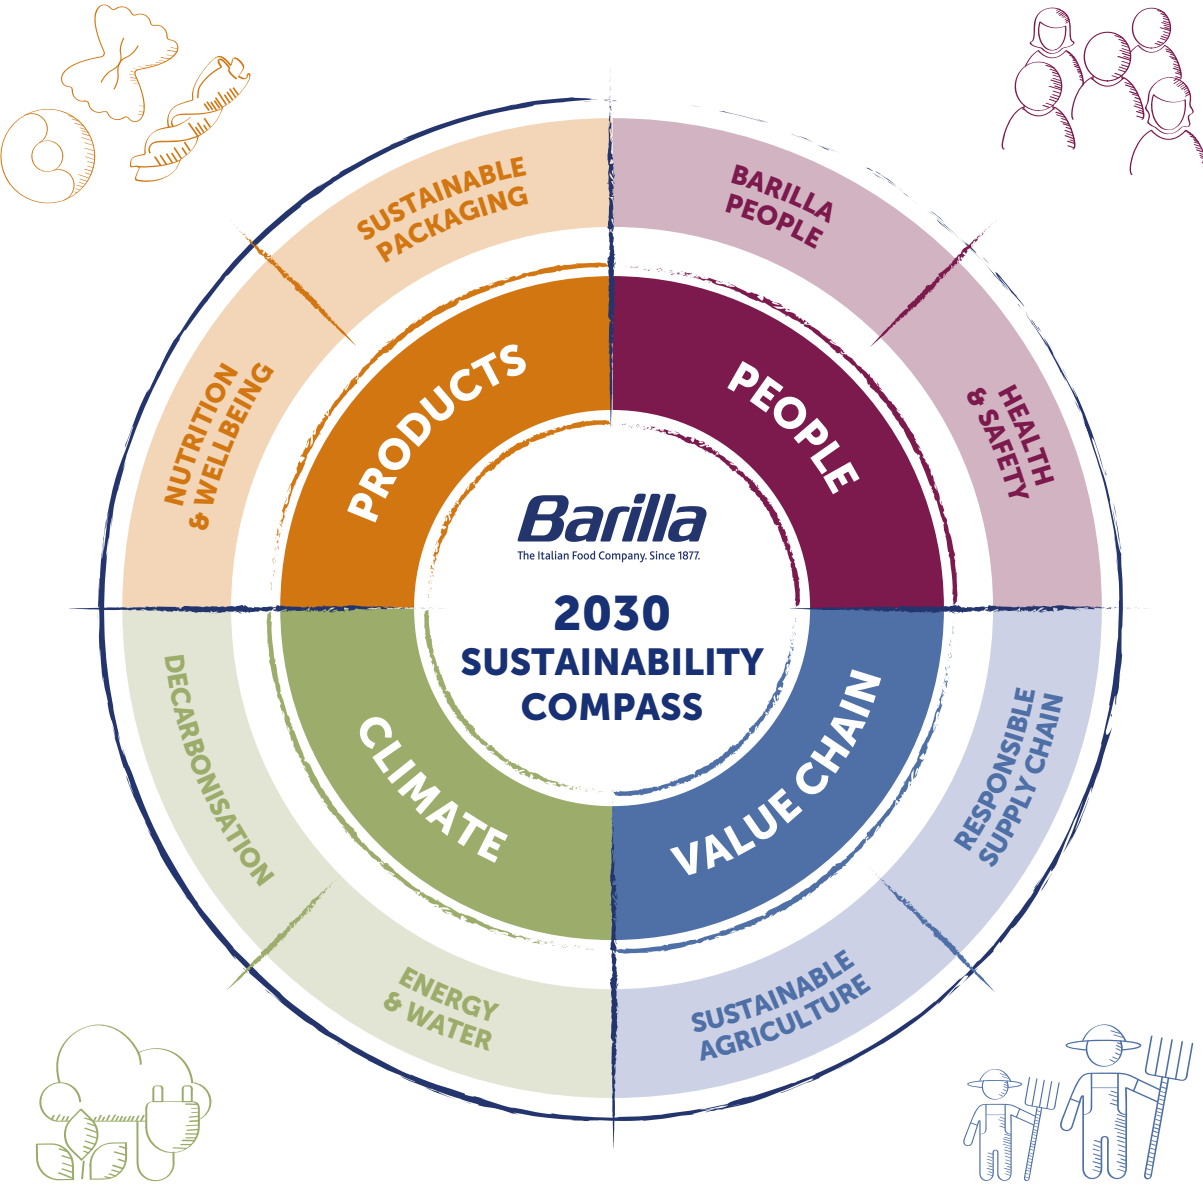 SUSTAINABLE
PACKAGING
BARILLA
PEOPLE
NUTRITION
& WELLBEING
PRODUCTS
PEOPLE
HEALTH
& SAFETY
Barilla
The Italian Food Company. Since 1877.
2030
SUSTAINABILITY
COMPASS
DECARBONISATION
CLIMATE
VALUE CHAIN
RESPONSIBLE
SUPPLY CHAIN
ENERGY
& WATER
SUSTAINABLE
AGRICULTURE